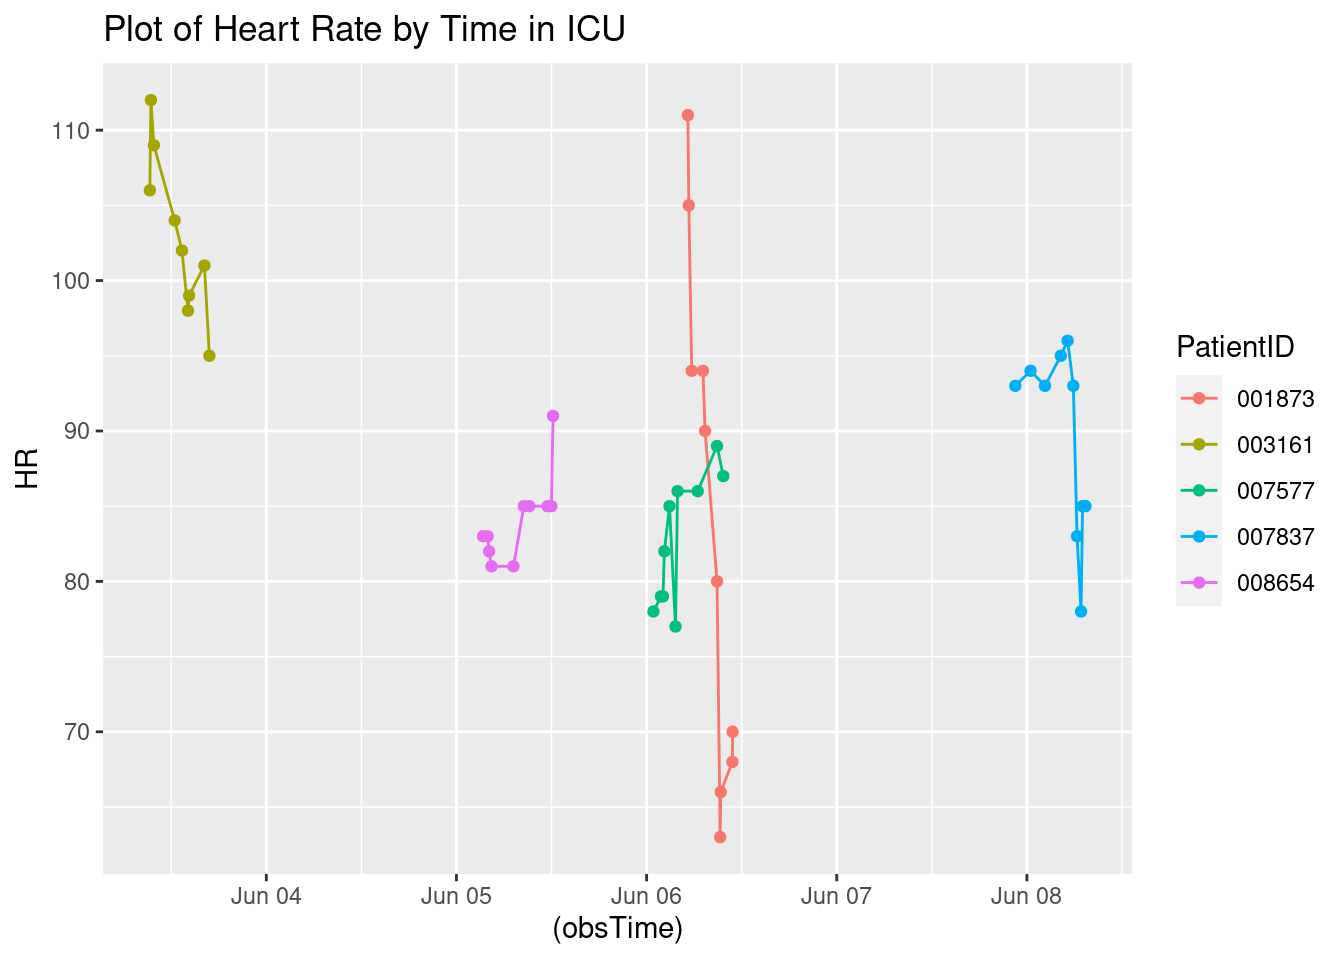 Plot of Heart Rate by Time in ICU
HR
110
100
90
80
70
Jun 04 Jun 05 Jun 06 Jun 07 Jun 08
(obsTime)
PatientID
001873
003161
007577
007837
008654